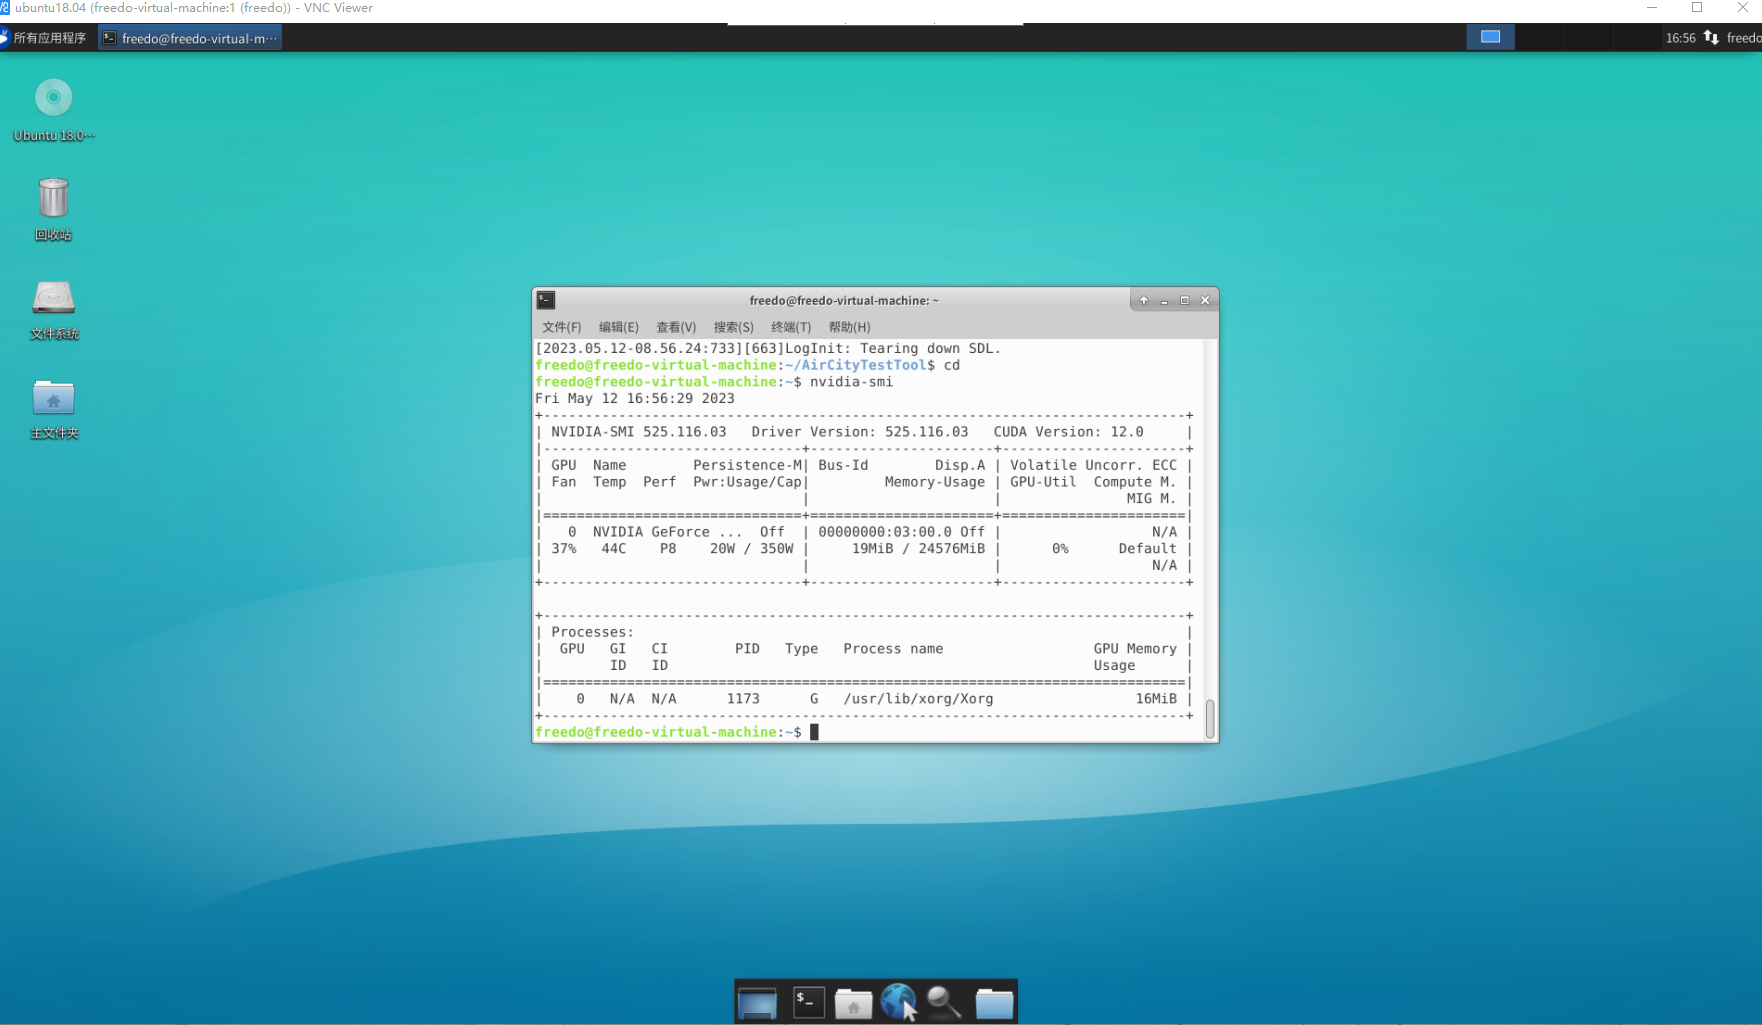 ubuntu18.04 (freedo-virtual-machine:1 (freedo)) - VNC Viewer
所有应用程序 freedo@freedo-virtual-m··· 16:56 freedo
Ubuntu 18.0···
回收站
文件系统
主文件夹
freedo@freedo-virtual-machine: ~
文件(F) 编辑(E) 查看(V) 搜索(S) 终端(T) 帮助(H)
[2023.05.12-08.56.24:733][663]LogInit: Tearing down SDL.
freedo@freedo-virtual-machine:~/AirCityTestTool$ cd
freedo@freedo-virtual-machine:~$ nvidia-smi
Fri May 12 16:56:29 2023
+-----------------------------------------------------------------------------+
| NVIDIA-SMI 525.116.03   Driver Version: 525.116.03   CUDA Version: 12.0     |
|-------------------------------+----------------------+----------------------+
| GPU  Name        Persistence-M| Bus-Id        Disp.A | Volatile Uncorr. ECC |
| Fan  Temp  Perf  Pwr:Usage/Cap|         Memory-Usage | GPU-Util  Compute M. |
|                               |                      |               MIG M. |
|===============================+======================+======================|
|   0  NVIDIA GeForce ...  Off  | 00000000:03:00.0 Off |                  N/A |
| 37%   44C    P8    20W / 350W |     19MiB / 24576MiB |      0%      Default |
|                               |                      |                  N/A |
+-------------------------------+----------------------+----------------------+
+-----------------------------------------------------------------------------+
| Processes:                                                                  |
|  GPU   GI   CI        PID   Type   Process name                  GPU Memory |
|        ID   ID                                                   Usage      |
|=============================================================================|
|    0   N/A  N/A      1173      G   /usr/lib/xorg/Xorg                 16MiB |
+-----------------------------------------------------------------------------+
freedo@freedo-virtual-machine:~$